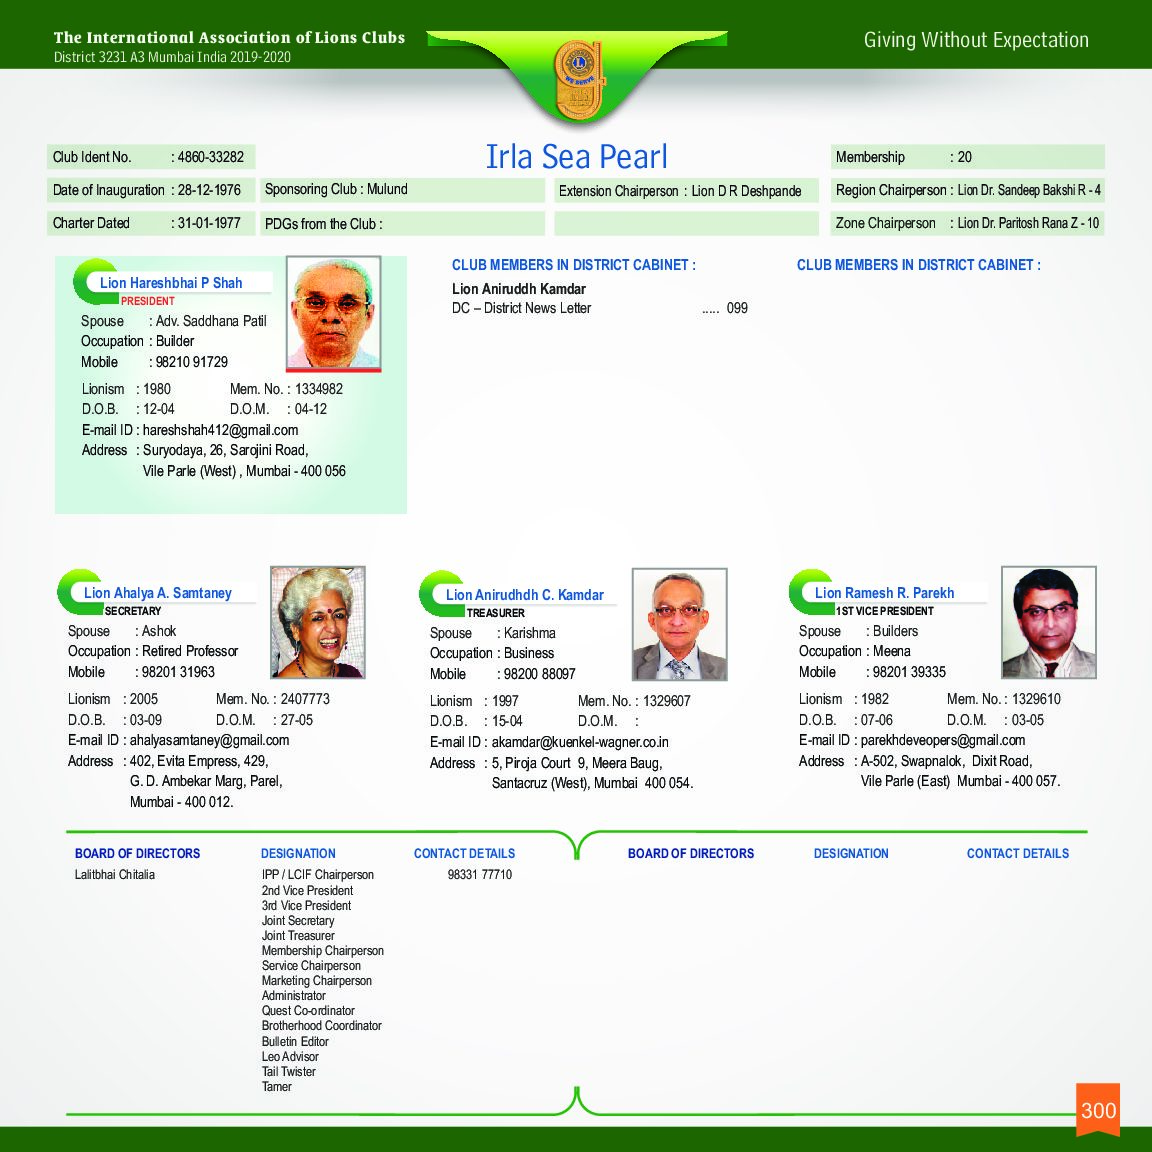 The International Association of Lions Clubs
District 3231 A3 Mumbai India 2019-2020
Giving Without Expectation
WE SERVE
Irla Sea Pearl
Club Ident No. : 4860-33282
Membership : 20
Date of Inauguration : 28-12-1976
Sponsoring Club : Mulund
Extension Chairperson : Lion D R Deshpande
Region Chairperson : Lion Dr. Sandeep Bakshi R - 4
Charter Dated : 31-01-1977
PDGs from the Club :
Zone Chairperson : Lion Dr. Paritosh Rana Z - 10
Lion Hareshbhai P Shah
PRESIDENT
Spouse : Adv. Saddhana Patil
Occupation : Builder
Mobile : 98210 91729
Lionism : 1980 Mem. No. : 1334982
D.O.B. : 12-04 D.O.M. : 04-12
E-mail ID : hareshshah412@gmail.com
Address : Suryodaya, 26, Sarojini Road,
Vile Parle (West) , Mumbai - 400 056
CLUB MEMBERS IN DISTRICT CABINET :
Lion Aniruddh Kamdar
DC – District News Letter ..... 099
CLUB MEMBERS IN DISTRICT CABINET :
Lion Ahalya A. Samtaney
SECRETARY
Spouse : Ashok
Occupation : Retired Professor
Mobile : 98201 31963
Lionism : 2005 Mem. No. : 2407773
D.O.B. : 03-09 D.O.M. : 27-05
E-mail ID : ahalyasamtaney@gmail.com
Address : 402, Evita Empress, 429,
G. D. Ambekar Marg, Parel,
Mumbai - 400 012.
Lion Anirudhdh C. Kamdar
TREASURER
Spouse : Karishma
Occupation : Business
Mobile : 98200 88097
Lionism : 1997 Mem. No. : 1329607
D.O.B. : 15-04 D.O.M. :
E-mail ID : akamdar@kuenkel-wagner.co.in
Address : 5, Piroja Court 9, Meera Baug,
Santacruz (West), Mumbai 400 054.
Lion Ramesh R. Parekh
1ST VICE PRESIDENT
Spouse : Builders
Occupation : Meena
Mobile : 98201 39335
Lionism : 1982 Mem. No. : 1329610
D.O.B. : 07-06 D.O.M. : 03-05
E-mail ID : parekhdeveopers@gmail.com
Address : A-502, Swapnalok, Dixit Road,
Vile Parle (East) Mumbai - 400 057.
BOARD OF DIRECTORS DESIGNATION CONTACT DETAILS
Lalitbhai Chitalia IPP / LCIF Chairperson 98331 77710
2nd Vice President
3rd Vice President
Joint Secretary
Joint Treasurer
Membership Chairperson
Service Chairperson
Marketing Chairperson
Administrator
Quest Co-ordinator
Brotherhood Coordinator
Bulletin Editor
Leo Advisor
Tail Twister
Tamer
BOARD OF DIRECTORS DESIGNATION CONTACT DETAILS
300